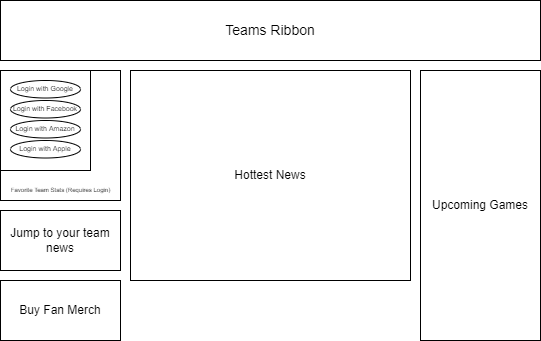 Teams Ribbon
Login with Google
Login with Facebook
Login with Amazon
Login with Apple
Favorite Team Stats (Requires Login)
Jump to your team
news
Buy Fan Merch
Hottest News
Upcoming Games